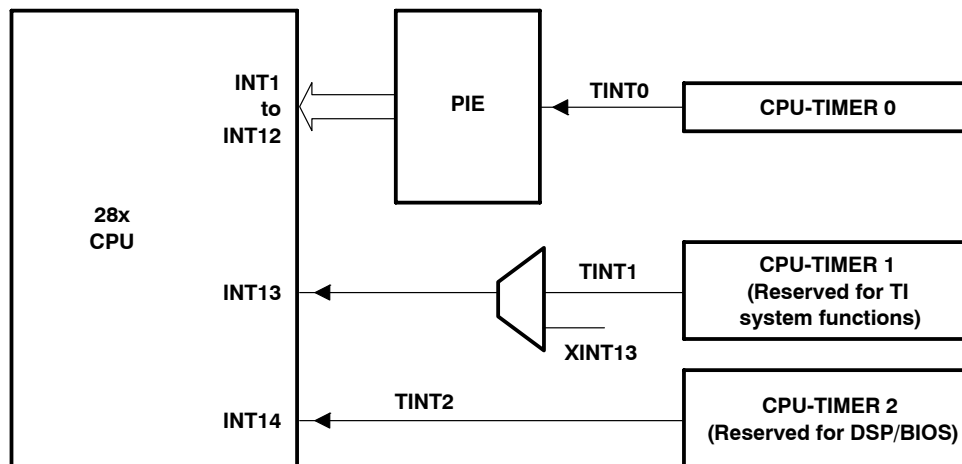 INT1
to
INT12
PIE
TINT0
CPU-TIMER 0
28x
CPU
INT13
TINT1
XINT13
CPU-TIMER 1
(Reserved for TI
system functions)
INT14
TINT2
CPU-TIMER 2
(Reserved for DSP/BIOS)